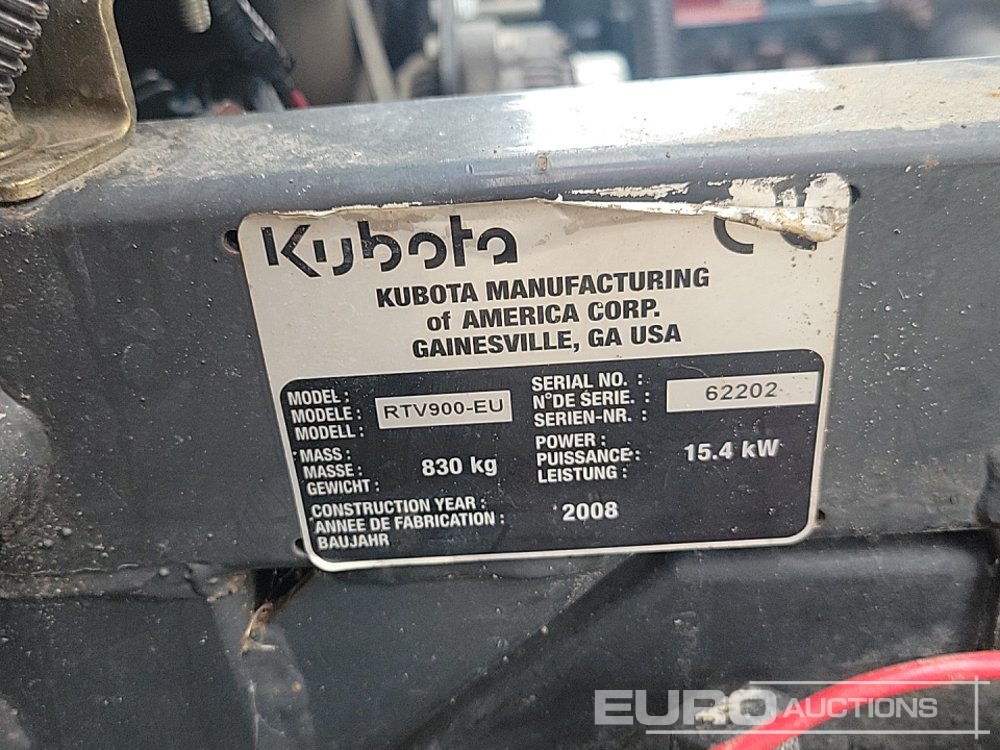 Kubota CE
KUBOTA MANUFACTURING
of AMERICA CORP.
GAINESVILLE, GA USA
MODEL:
MODELE:
MODELL:
RTV900-EU
SERIAL NO. :
N°DE SERIE. :
SERIEN-NR. :
62202
MASS:
MASSE:
GEWICHT:
830 kg
POWER:
PUISSANCE:
LEISTUNG:
15.4 kW
CONSTRUCTION YEAR:
ANNEE DE FABRICATION:
BAUJAHR
2008
EURO AUCTIONS